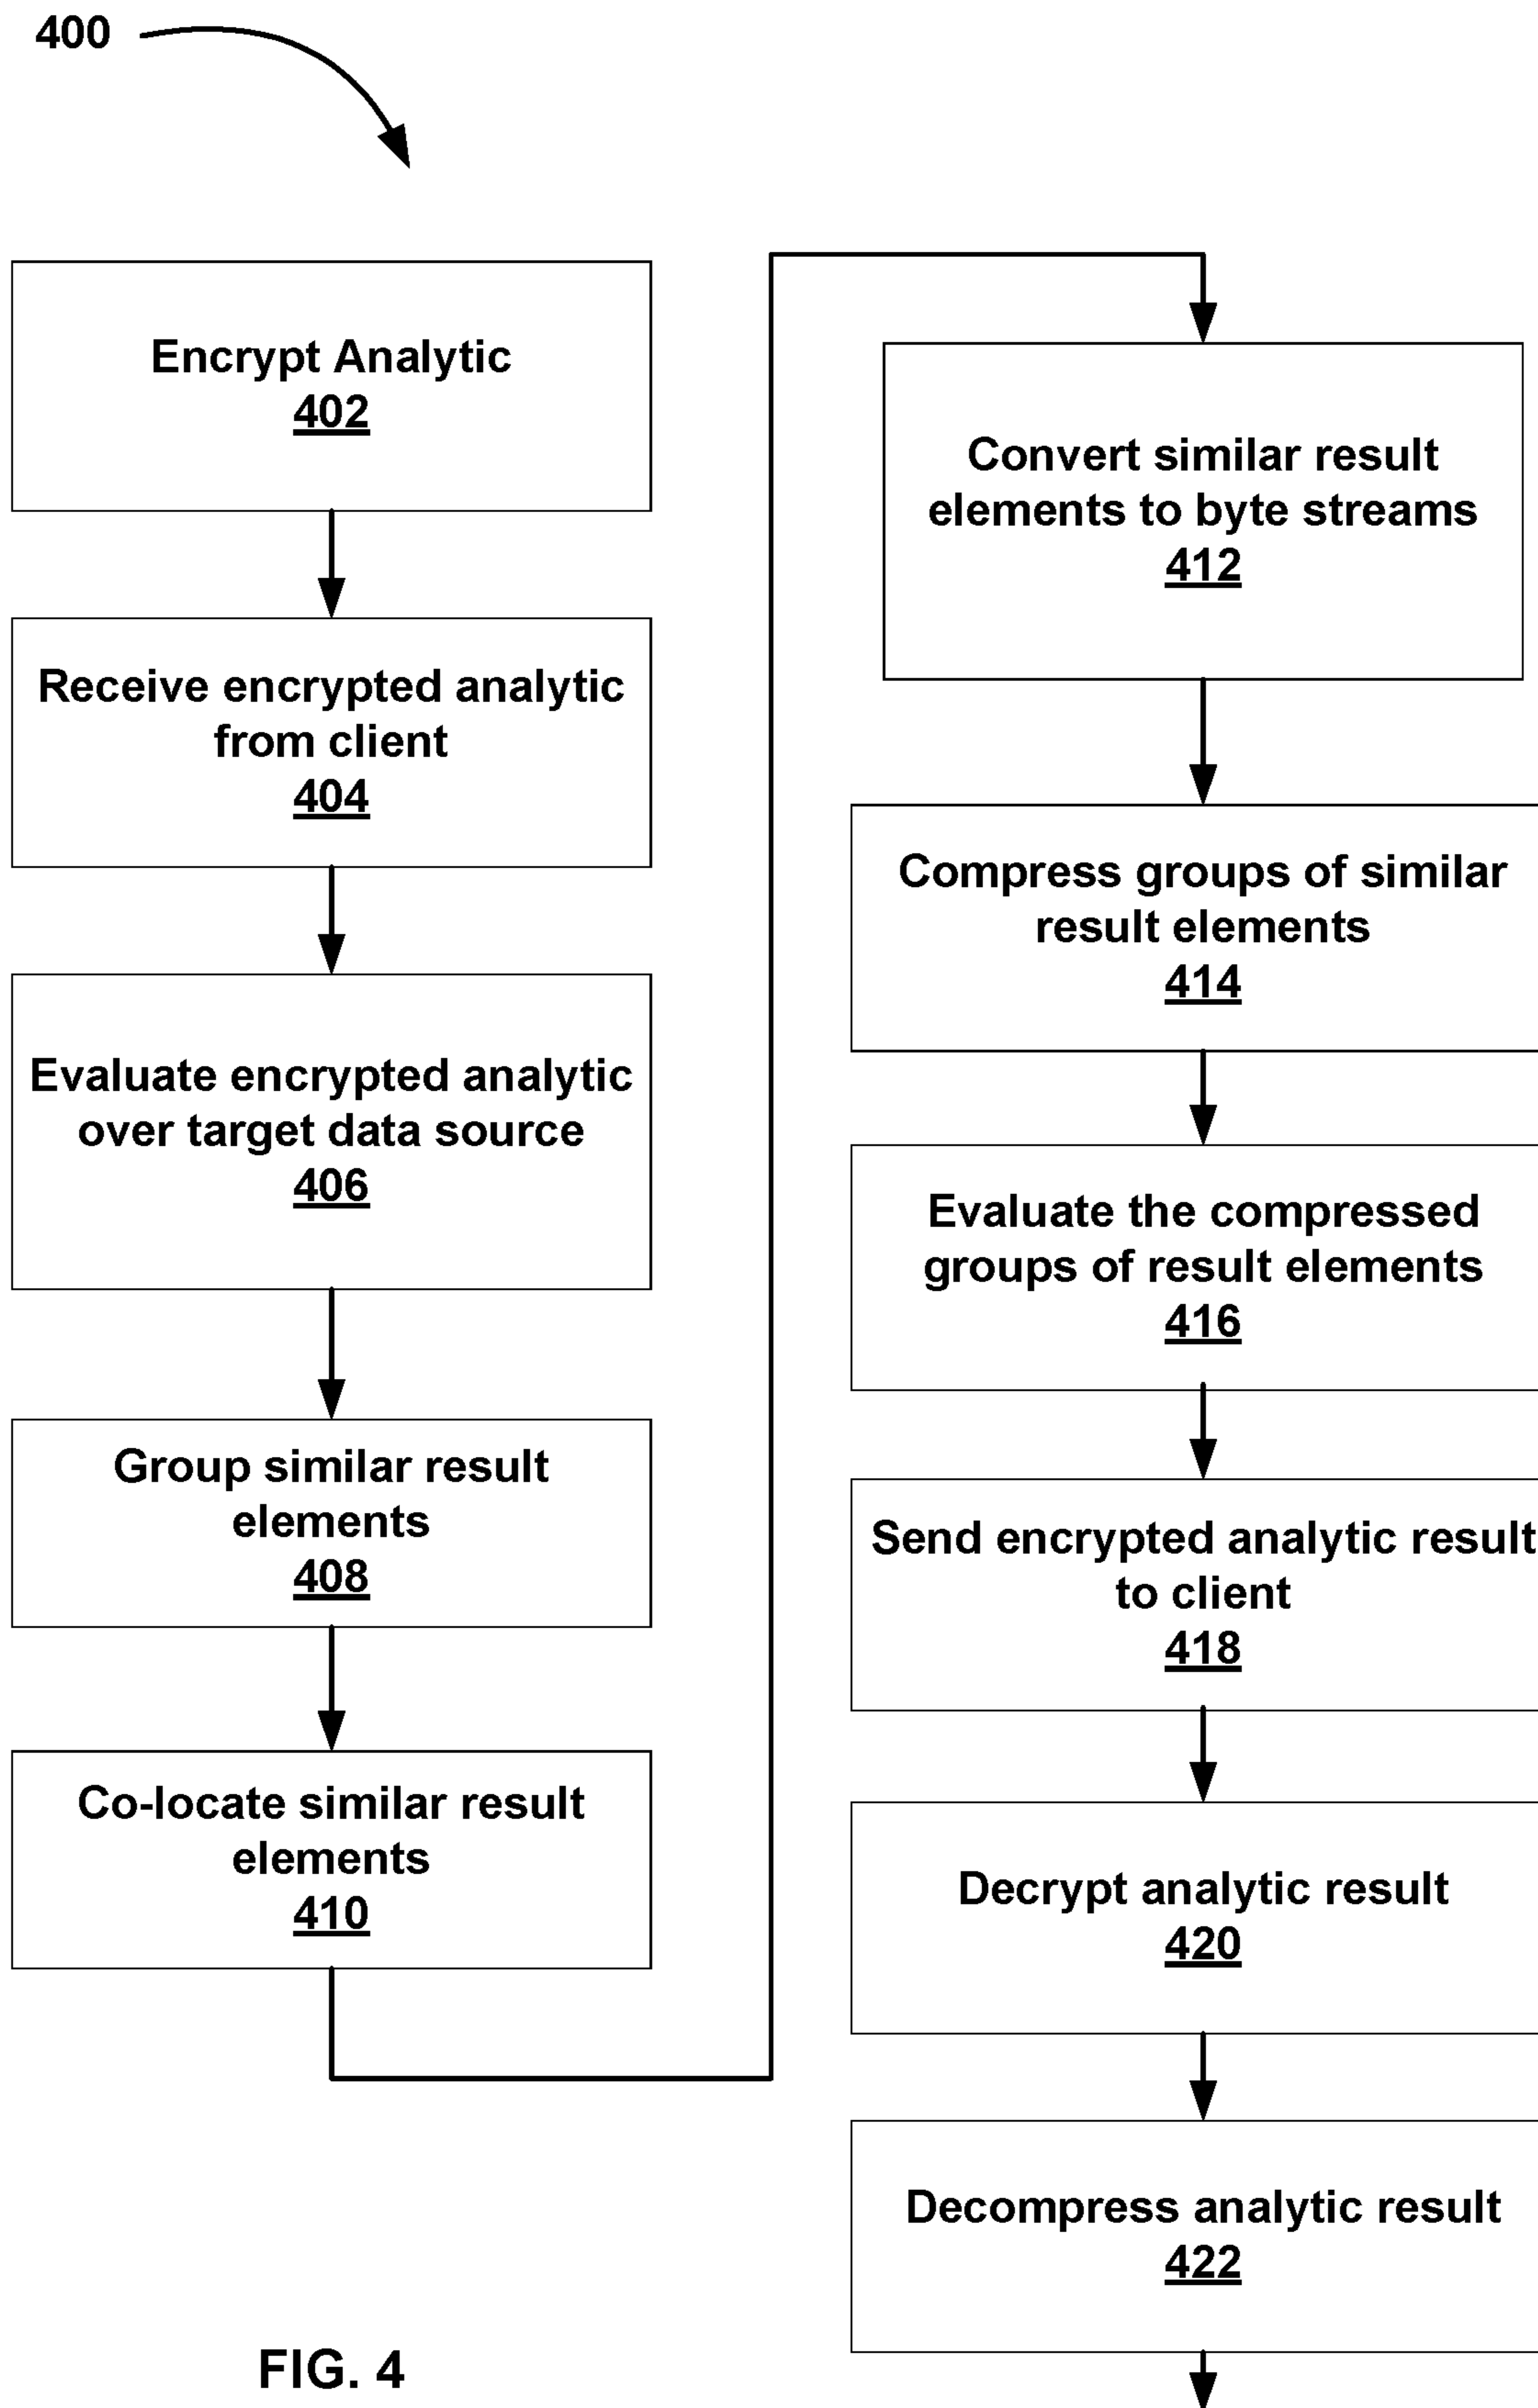 400
Encrypt Analytic
402
Receive encrypted analytic
from client
404
Evaluate encrypted analytic
over target data source
406
Group similar result
elements
408
Co-locate similar result
elements
410
Convert similar result
elements to byte streams
412
Compress groups of similar
result elements
414
Evaluate the compressed
groups of result elements
416
Send encrypted analytic result
to client
418
Decrypt analytic result
420
Decompress analytic result
422
FIG. 4